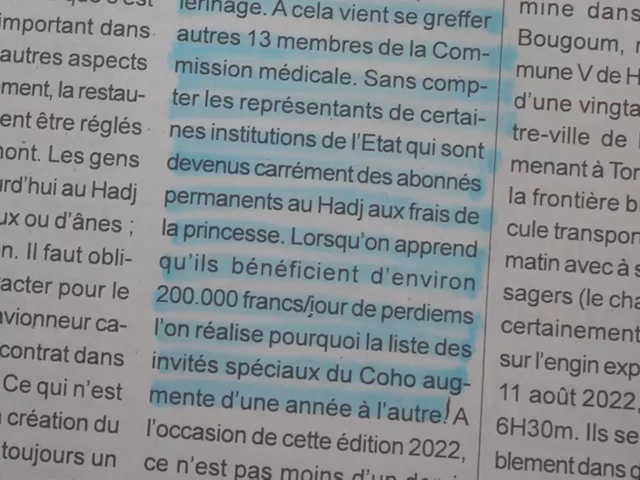 important dans
autres aspects
ment, la restau-
ent être réglés
mont. Les gens
rd'hui au Hadj
ux ou d'ânes ;
n. Il faut obli-
acter pour le
avionneur ca-
contrat dans
Ce qui n'est
création du
toujours un
lerinage. A cela vient se greffer
autres 13 membres de la Com-
mission médicale. Sans comp-
ter les représentants de certai-
nes institutions de l'Etat qui sont
devenus carrément des abonnés
permanents au Hadj aux frais de
la princesse. Lorsqu'on apprend
qu'ils bénéficient d'environ
200.000 francs/jour de perdiems
l'on réalise pourquoi la liste des
invités spéciaux du Coho aug-
mente d'une année à l'autre! A
l'occasion de cette édition 2022,
ce n'est pas moins d'un
mine dans
Bougoum,
mune V de
d'une vingta
tre-ville de
menant à Tor
la frontière b
cule transpor
matin avec à s
sagers (le cha
certainement
sur l'engin exp
11 août 2022,
6H30m. Ils se
blement dans d